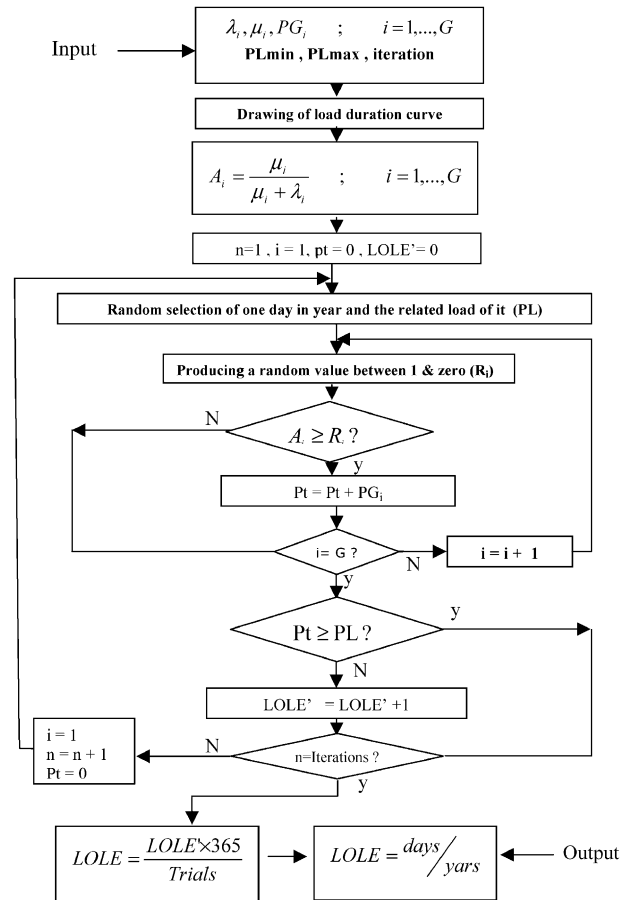 Input
λi, μi, PGi ; i = 1,...,G
PLmin , PLmax , iteration
Drawing of load duration curve
Ai = μi / (μi + λi) ; i = 1,...,G
n=1 , i = 1, pt = 0 , LOLE’= 0
Random selection of one day in year and the related load of it (PL)
Producing a random value between 1 & zero (Ri)
N
Ai ≥ Ri ?
y
Pt = Pt + PGi
i= G ?
N
i = i + 1
y
Pt ≥ PL ?
y
N
LOLE’ = LOLE’ +1
i = 1
n = n + 1
Pt = 0
N
n=Iterations ?
y
LOLE = LOLE'×365 / Trials
LOLE = days / yars
Output